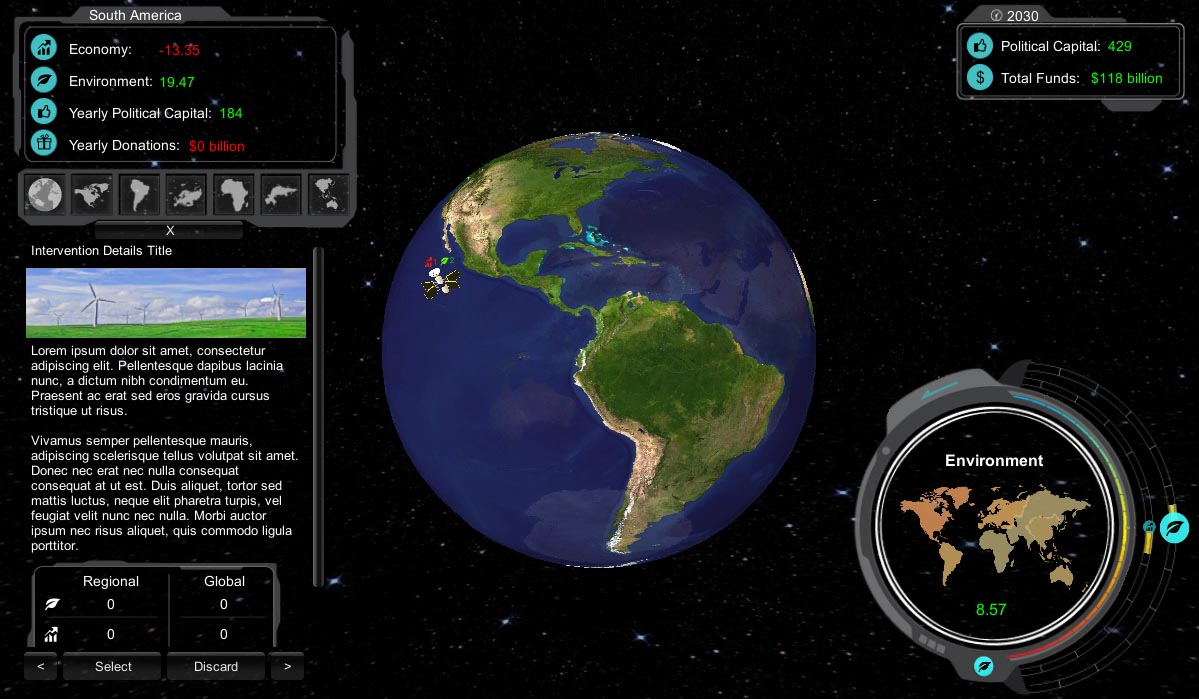 South America
Economy: -13.35
Environment: 19.47
Yearly Political Capital: 184
Yearly Donations: $0 billion
X
Intervention Details Title
Lorem ipsum dolor sit amet, consectetur
adipiscing elit. Pellentesque dapibus lacinia
nunc, a dictum nibh condimentum eu.
Praesent ac erat sed eros gravida cursus
tristique ut risus.
Vivamus semper pellentesque mauris,
adipiscing scelerisque tellus volutpat sit amet.
Donec nec erat nec nulla consequat
consequat at ut est. Duis aliquet, tortor sed
mattis luctus, neque elit pharetra turpis, vel
feugiat velit nunc nec nulla. Morbi auctor
ipsum nec risus aliquet, quis commodo ligula
porttitor.
Regional Global
0 0
0 0
< Select Discard >
2030
Political Capital: 429
$ Total Funds: $118 billion
Environment
8.57